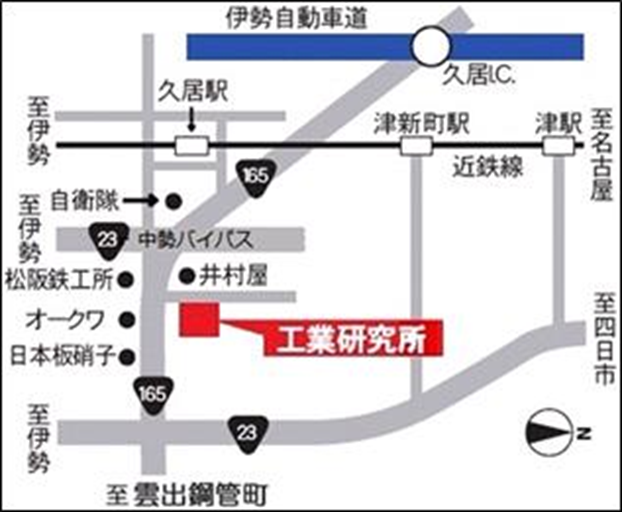 伊勢自動車道
久居I.C.
久居駅
至伊勢
津新町駅
津駅
至名古屋
近鉄線
165
自衛隊
至伊勢
23
中勢バイパス
松阪鉄工所
井村屋
オークワ
工業研究所
至四日市
日本板硝子
165
至伊勢
23
N
至 雲出鋼管町